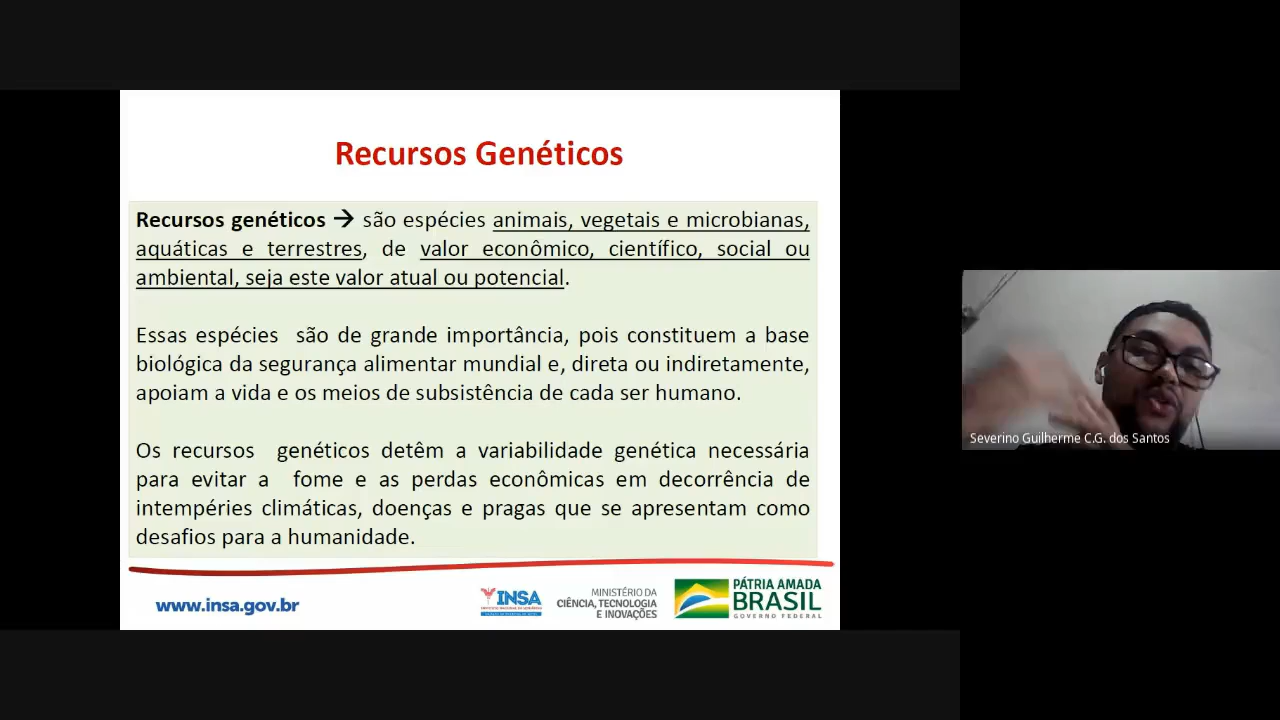 Recursos Genéticos
Recursos genéticos → são espécies animais, vegetais e microbianas,
aquáticas e terrestres, de valor econômico, científico, social ou
ambiental, seja este valor atual ou potencial.
Essas espécies são de grande importância, pois constituem a base
biológica da segurança alimentar mundial e, direta ou indiretamente,
apoiam a vida e os meios de subsistência de cada ser humano.
Os recursos genéticos detêm a variabilidade genética necessária
para evitar a fome e as perdas econômicas em decorrência de
intempéries climáticas, doenças e pragas que se apresentam como
desafios para a humanidade.
www.insa.gov.br
INSA
MINISTÉRIO DA
CIÊNCIA, TECNOLOGIA
E INOVAÇÕES
PÁTRIA AMADA
BRASIL
GOVERNO FEDERAL
Severino Guilherme C.G. dos Santos